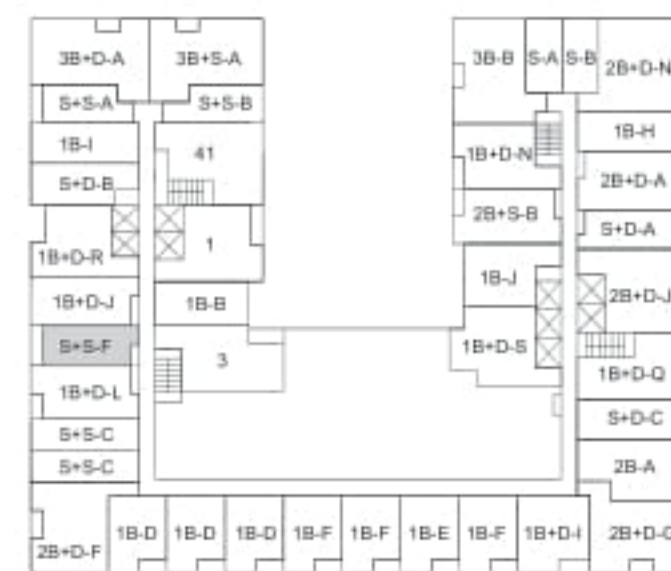 3B+D-A
3B+S-A
S+S-A
S+S-B
1B-I
41
S+D-B
1
1B+D-R
1B+D-J
1B-B
S+S-F
3
1B+D-L
S+S-C
S+S-C
2B+D-F
1B-D
1B-D
1B-D
1B-F
1B-F
1B-E
1B-F
1B+D-I
3B-B
S-A
S-B
2B+D-N
1B-H
1B+D-N
2B+D-A
2B+S-B
S+D-A
1B-J
2B+D-J
1B+D-S
1B+D-Q
S+D-C
2B-A